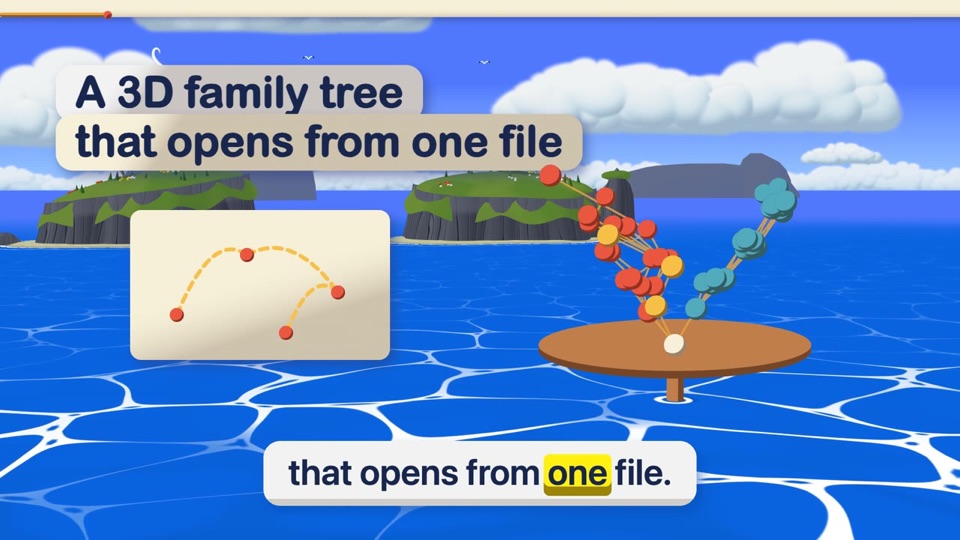 A 3D family tree
that opens from one file
that opens from one file.